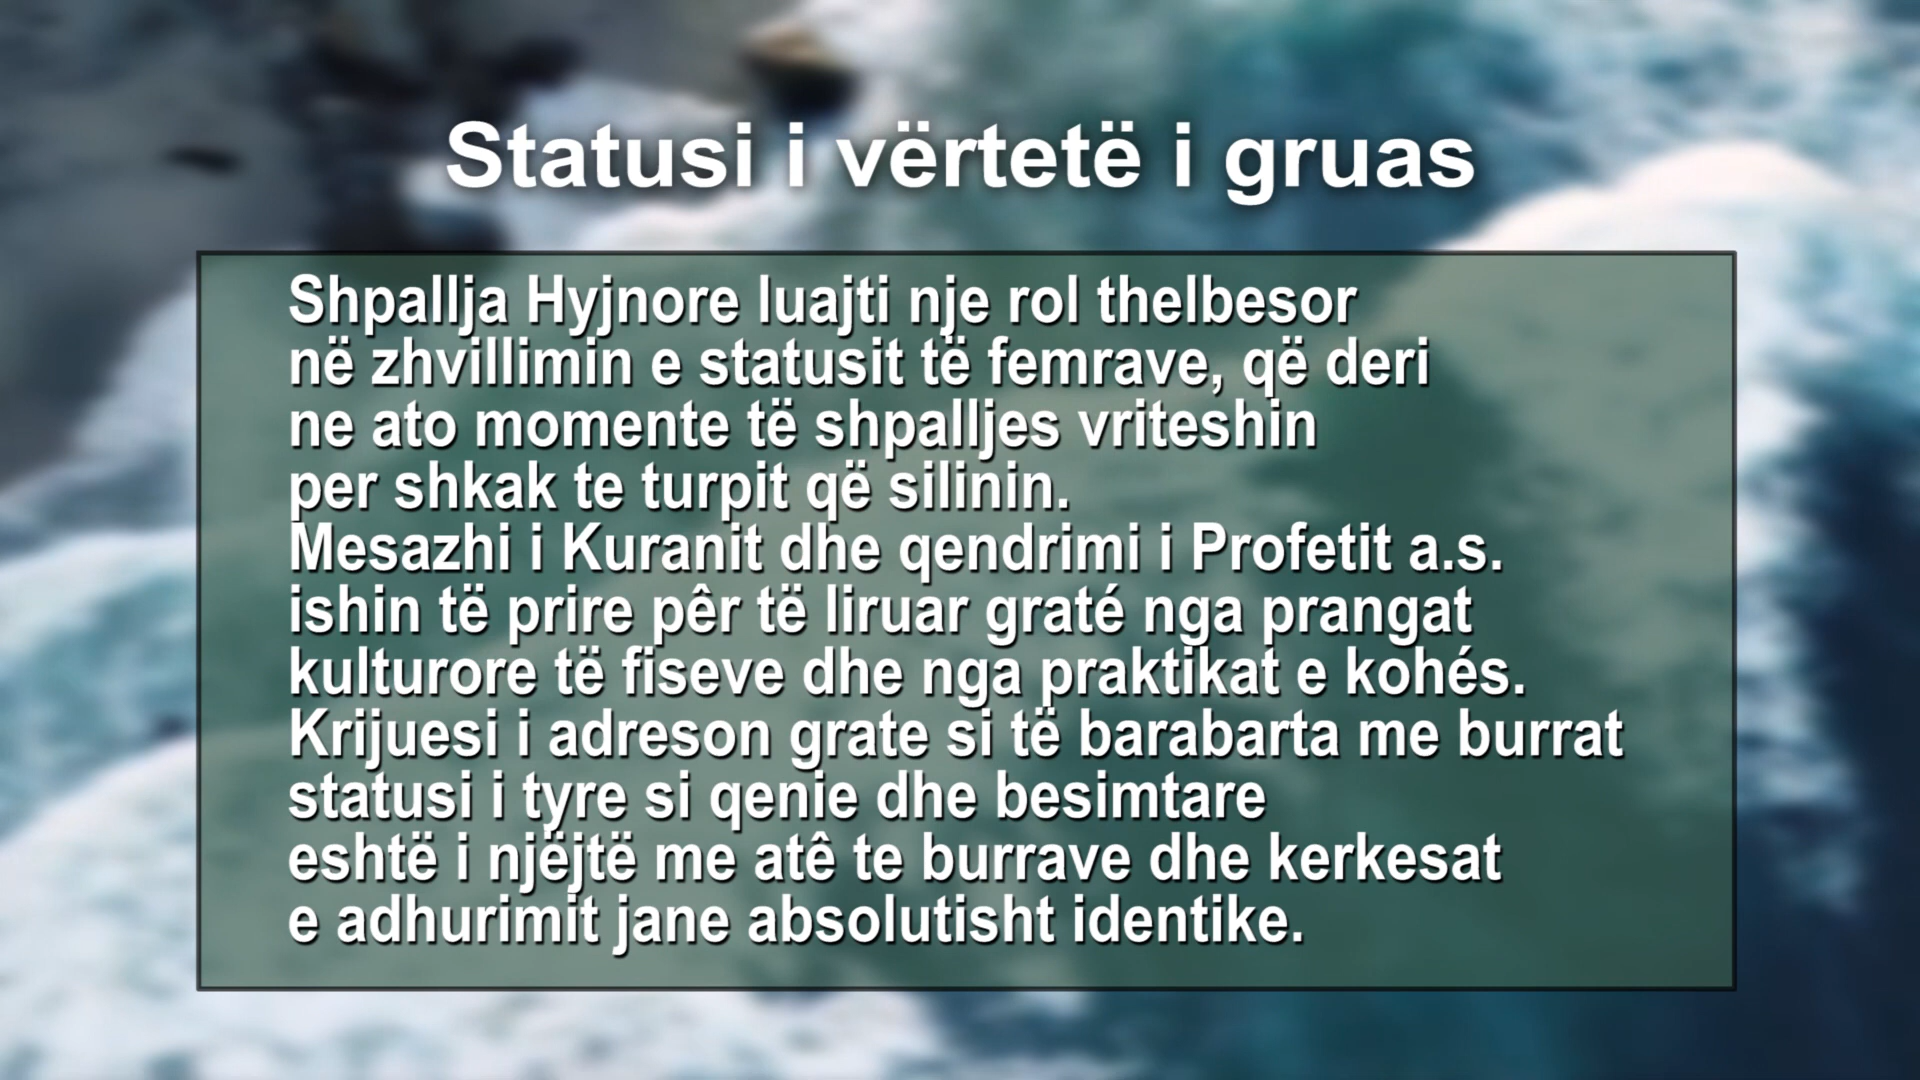 Statusi i vërtetë i gruas
Shpallja Hyjnore luajti nje rol thelbesor
në zhvillimin e statusit të femrave, që deri
ne ato momente të shpalljes vriteshin
per shkak te turpit që silinin.
Mesazhi i Kuranit dhe qendrimi i Profetit a.s.
ishin të prire pêr të liruar graté nga prangat
kulturore të fiseve dhe nga praktikat e kohés.
Krijuesi i adreson grate si të barabarta me burrat
statusi i tyre si qenie dhe besimtare
eshtë i njëjtë me atê te burrave dhe kerkesat
e adhurimit jane absolutisht identike.